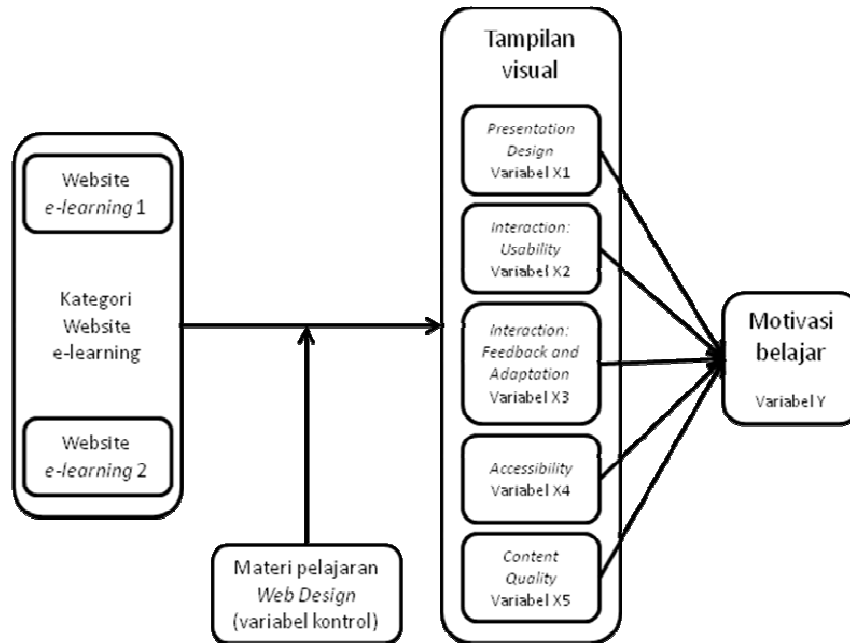 Website
e-learning 1
Kategori
Website
e-learning
Website
e-learning 2
Materi pelajaran
Web Design
(variabel kontrol)
Tampilan
visual
Presentation
Design
Variabel X1
Interaction:
Usability
Variabel X2
Interaction:
Feedback and
Adaptation
Variabel X3
Accessibility
Variabel X4
Content
Quality
Variabel X5
Motivasi
belajar
Variabel Y